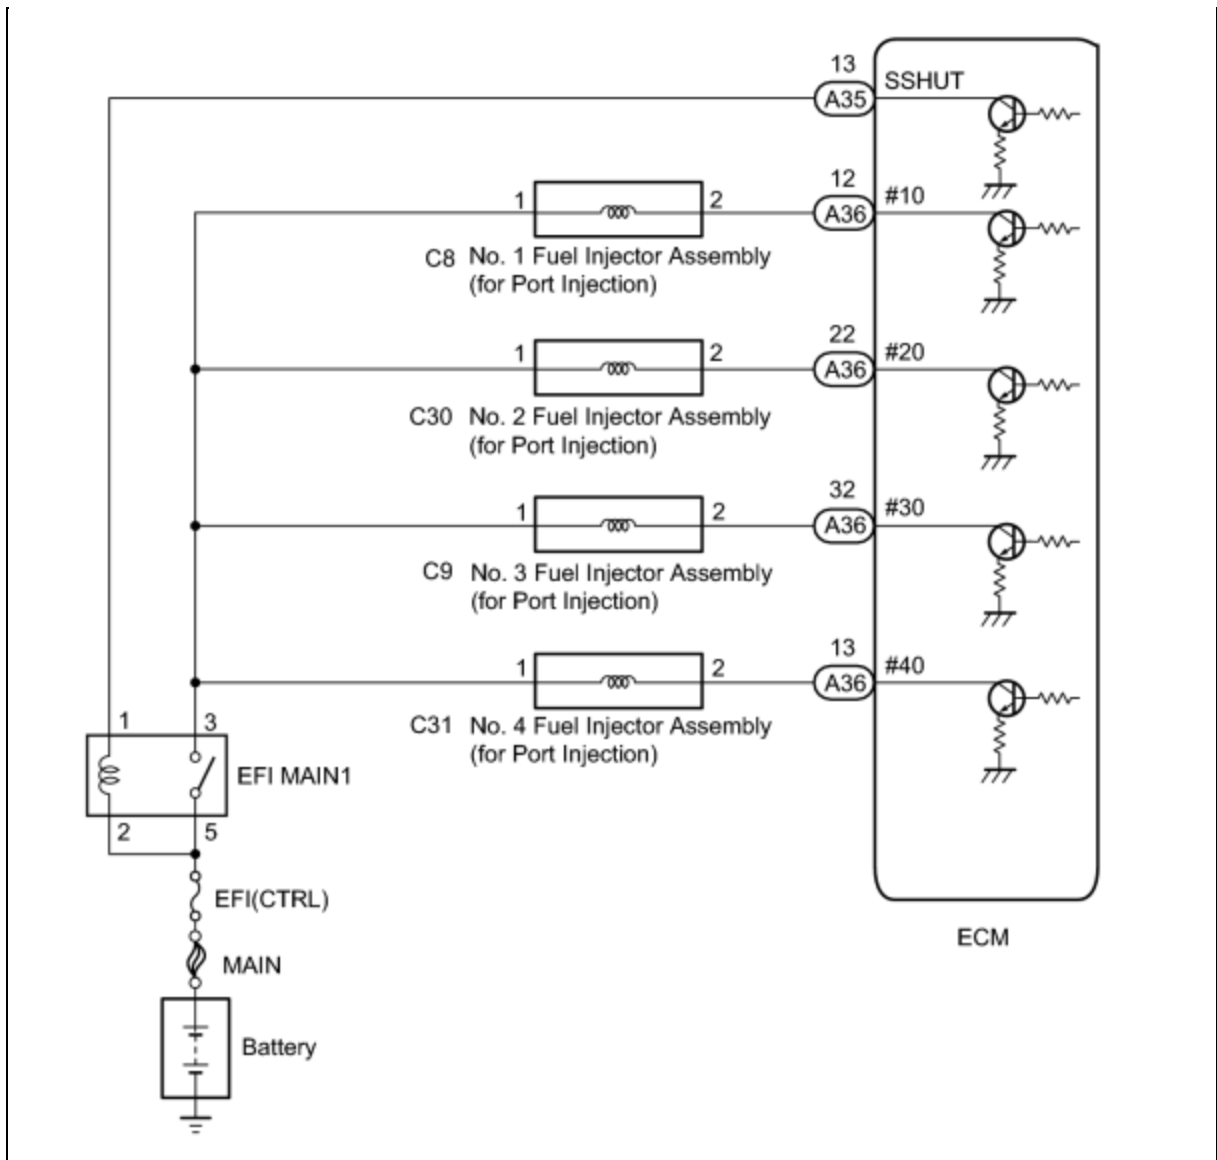 13
A35
SSHUT
12
1
2
A36
#10
C8
No. 1 Fuel Injector Assembly
(for Port Injection)
22
1
2
A36
#20
C30
No. 2 Fuel Injector Assembly
(for Port Injection)
32
1
2
A36
#30
C9
No. 3 Fuel Injector Assembly
(for Port Injection)
13
1
2
A36
#40
C31
No. 4 Fuel Injector Assembly
(for Port Injection)
1
3
EFI MAIN1
2
5
EFI(CTRL)
ECM
MAIN
Battery